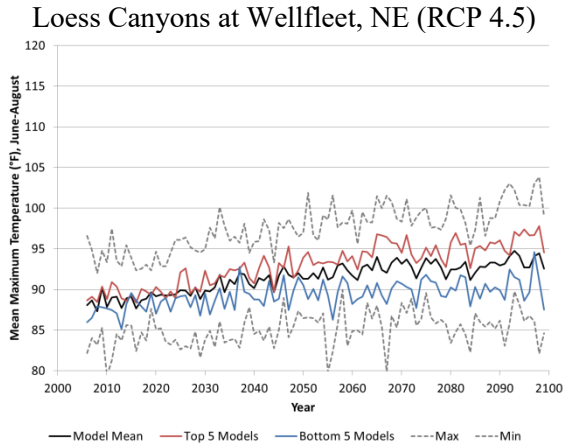 Loess Canyons at Wellfleet, NE (RCP 4.5)
Mean Maximum Temperature (°F), June-August
120
115
110
105
100
95
90
85
80
2000 2010 2020 2030 2040 2050 2060 2070 2080 2090 2100
Year
Model Mean Top 5 Models Bottom 5 Models Max Min